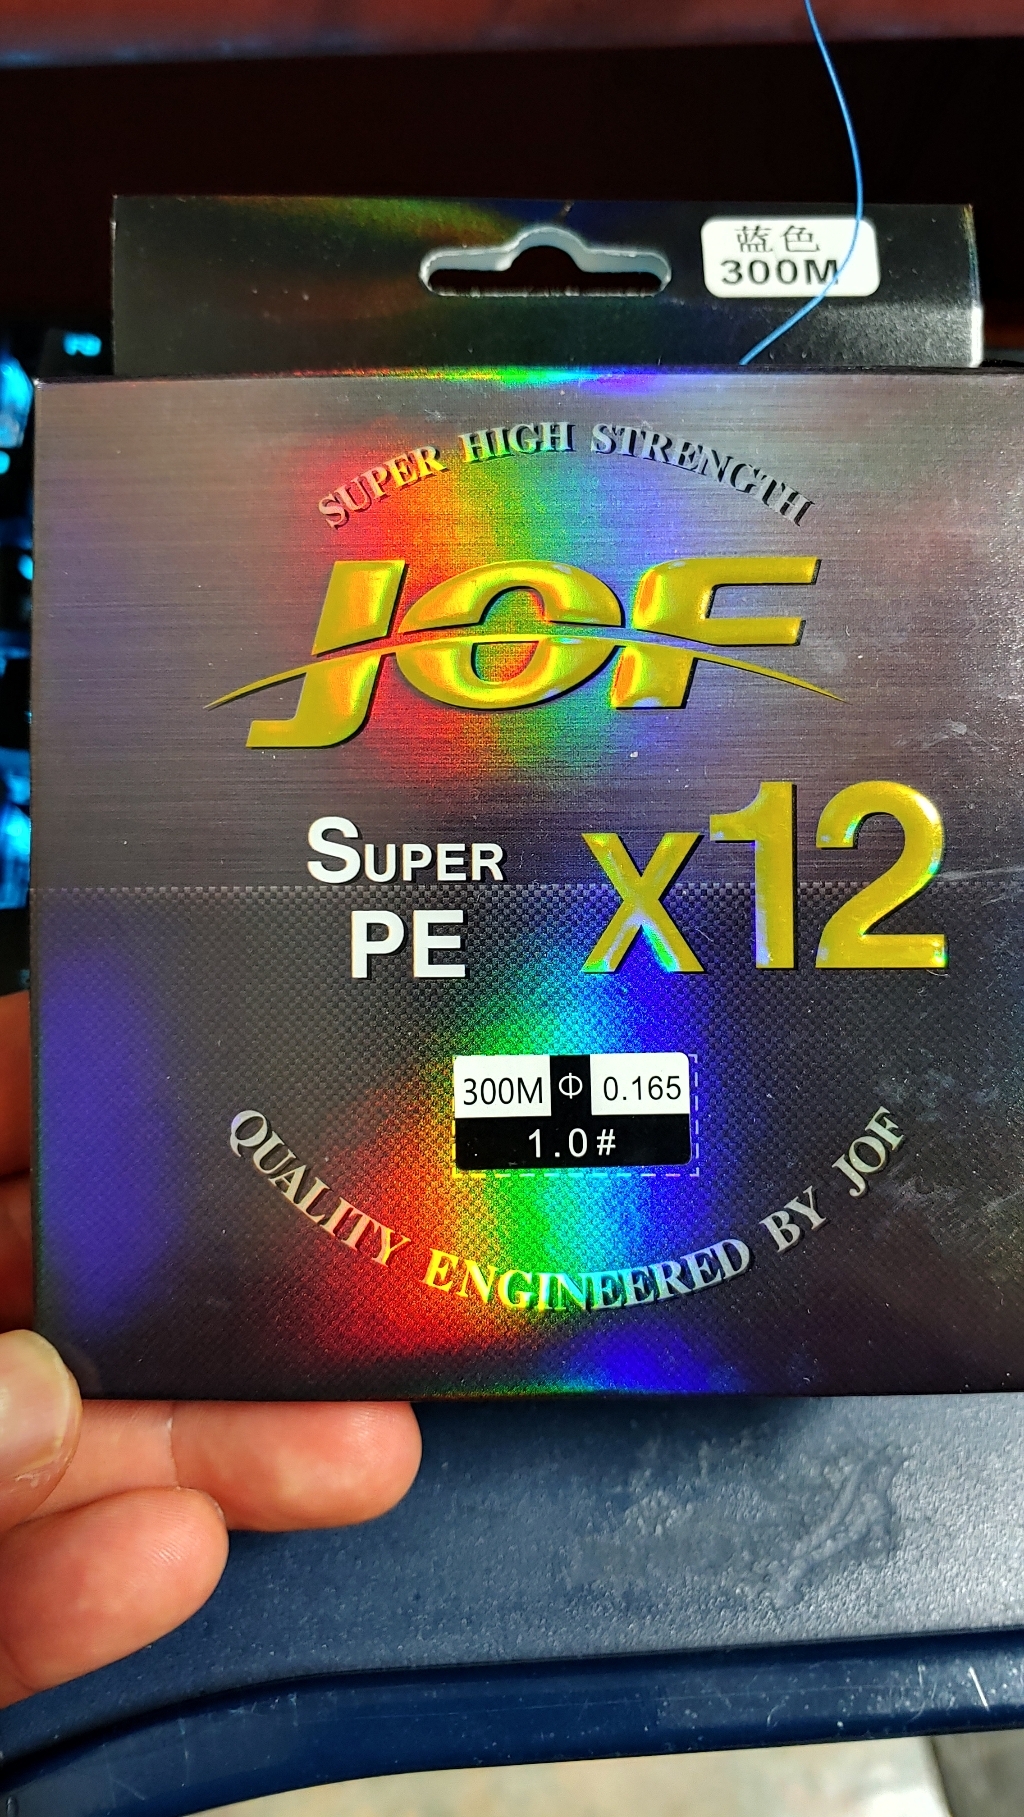 蓝色
300M
SUPER HIGH STRENGTH
JOF
SUPER
PE
x12
300M Φ 0.165
1.0#
QUALITY ENGINEERED BY JOF